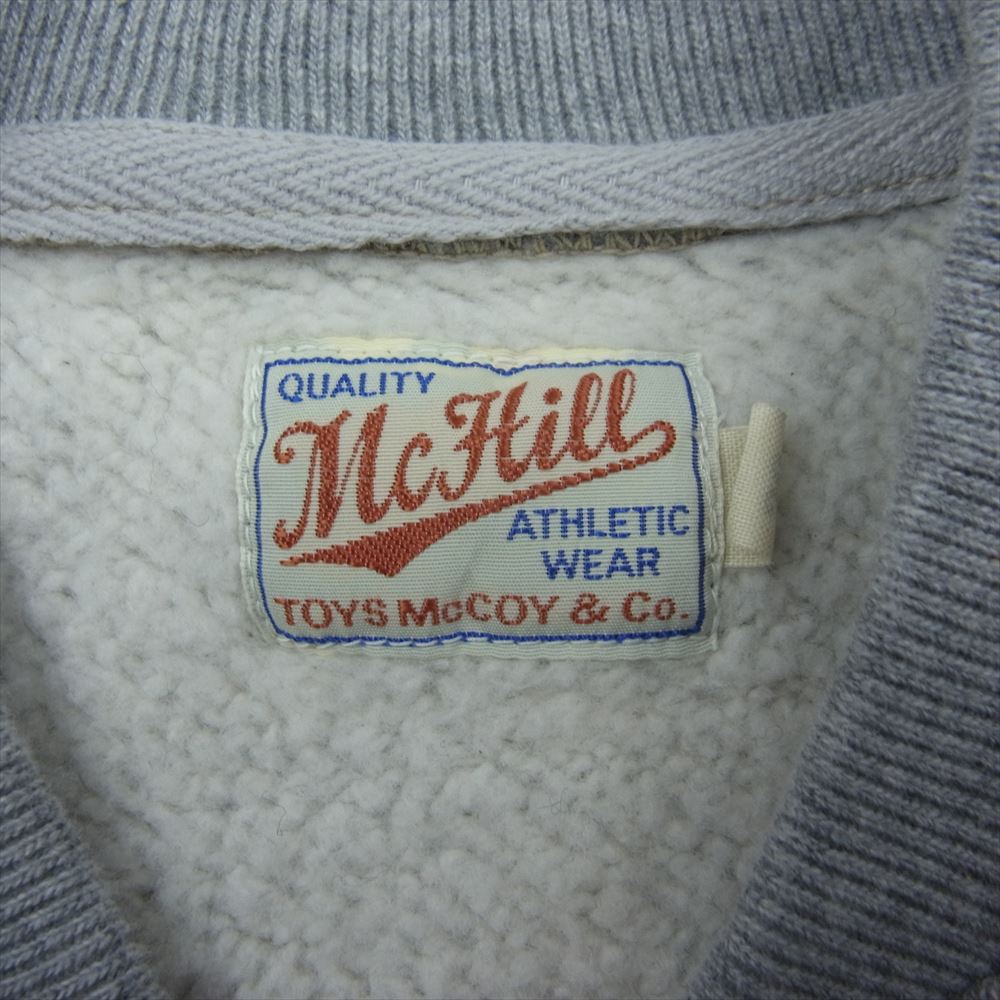 QUALITY
McHill
ATHLETIC
WEAR
TOYS McCOY & Co.